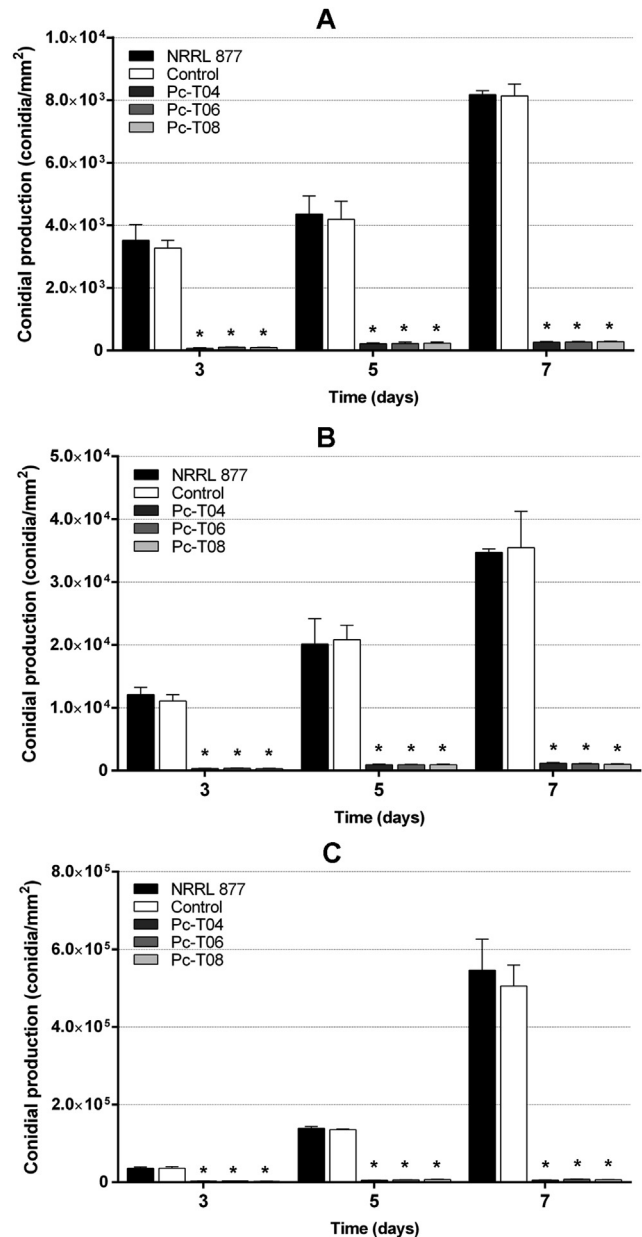 A
Conidial production (conidia/mm²)
1.0×10⁴
8.0×10³
6.0×10³
4.0×10³
2.0×10³
0
NRRL 877
Control
Pc-T04
Pc-T06
Pc-T08
* * * * * * * * *
3 5 7
Time (days)
B
Conidial production (conidia/mm²)
5.0×10⁴
4.0×10⁴
3.0×10⁴
2.0×10⁴
1.0×10⁴
0
NRRL 877
Control
Pc-T04
Pc-T06
Pc-T08
* * * * * * * * *
3 5 7
Time (days)
C
Conidial production (conidia/mm²)
8.0×10⁵
6.0×10⁵
4.0×10⁵
2.0×10⁵
0
NRRL 877
Control
Pc-T04
Pc-T06
Pc-T08
* * * * * * * * *
3 5 7
Time (days)